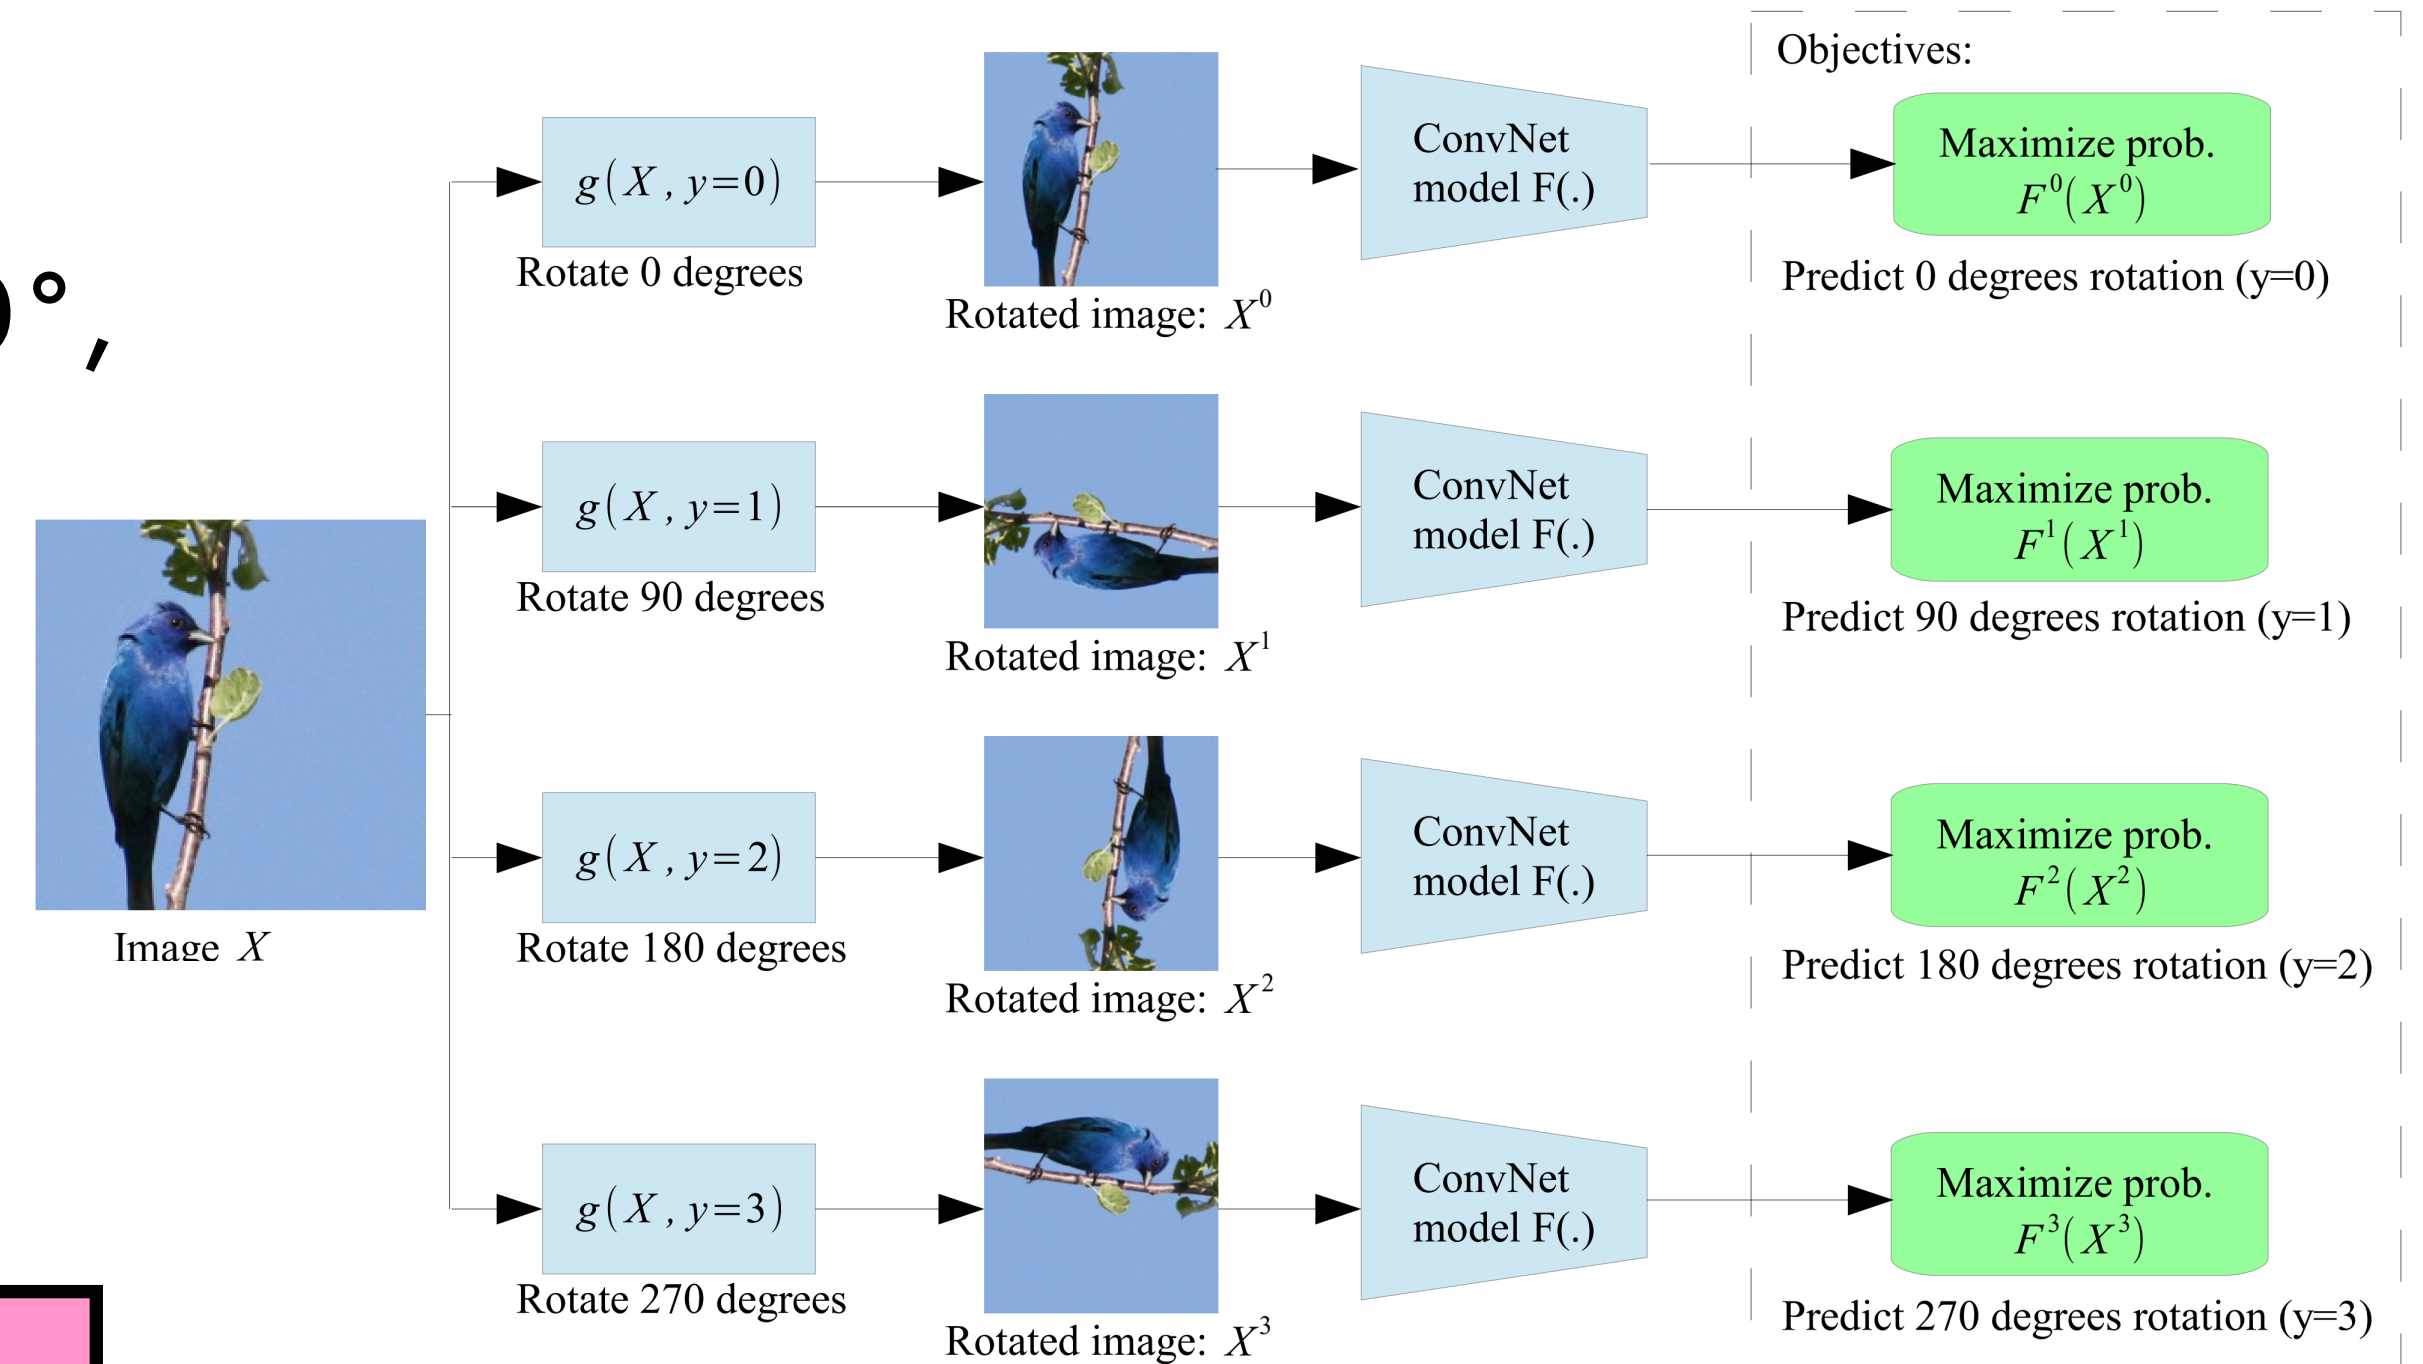 Objectives:
g(X, y=0)
Rotate 0 degrees
Rotated image: X⁰
ConvNet
model F(.)
Maximize prob.
F⁰(X⁰)
Predict 0 degrees rotation (y=0)
°,
g(X, y=1)
Rotate 90 degrees
Rotated image: X¹
ConvNet
model F(.)
Maximize prob.
F¹(X¹)
Predict 90 degrees rotation (y=1)
Image X
g(X, y=2)
Rotate 180 degrees
Rotated image: X²
ConvNet
model F(.)
Maximize prob.
F²(X²)
Predict 180 degrees rotation (y=2)
g(X, y=3)
Rotate 270 degrees
Rotated image: X³
ConvNet
model F(.)
Maximize prob.
F³(X³)
Predict 270 degrees rotation (y=3)